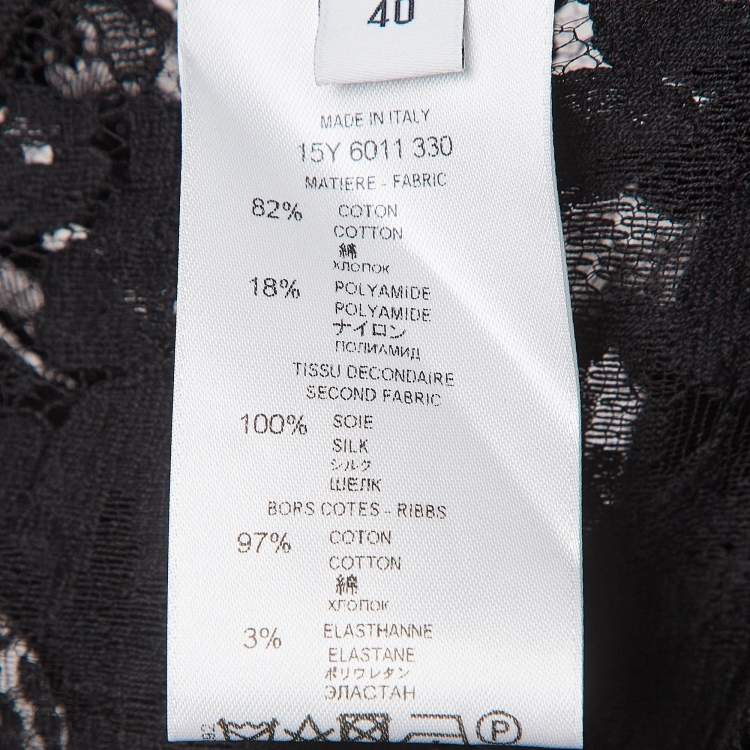 40
MADE IN ITALY
15Y 6011 330
MATIERE - FABRIC
82% COTON
COTTON
綿
ХЛОПОК
18% POLYAMIDE
POLYAMIDE
ナイロン
ПОЛИАМИД
TISSU DECONDAIRE
SECOND FABRIC
100% SOIE
SILK
シルク
ШЕЛК
BORS COTES - RIBBS
97% COTON
COTTON
綿
ХЛОПОК
3% ELASTHANNE
ELASTANE
ポリウレタン
ЭЛАСТАН
92
P